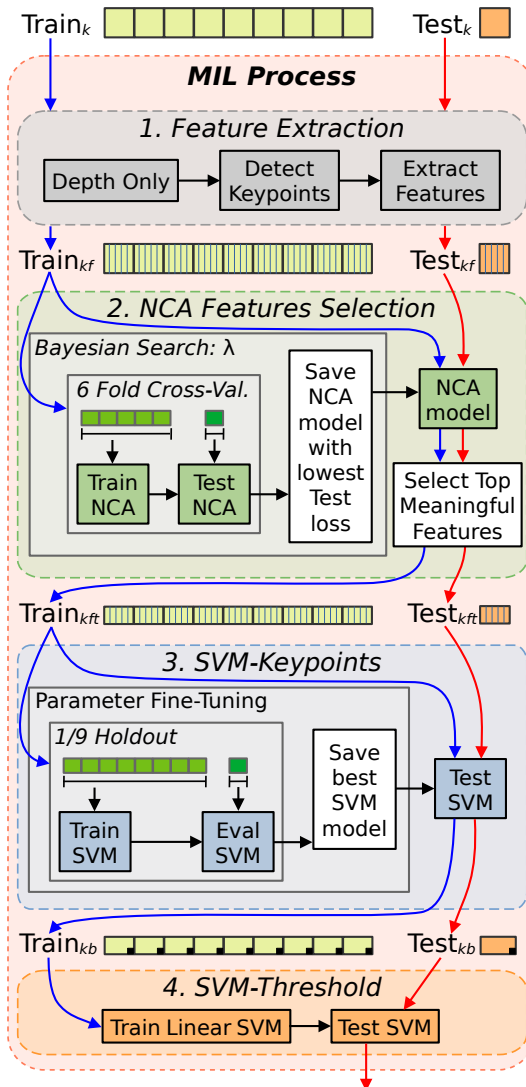 Train_k
Test_k
MIL Process
1. Feature Extraction
Depth Only
Detect
Keypoints
Extract
Features
Train_kf
Test_kf
2. NCA Features Selection
Bayesian Search: λ
6 Fold Cross-Val.
Train
NCA
Test
NCA
Save
NCA
model
with
lowest
Test
loss
NCA
model
Select Top
Meaningful
Features
Train_kft
Test_kft
3. SVM-Keypoints
Parameter Fine-Tuning
1/9 Holdout
Train
SVM
Eval
SVM
Save
best
SVM
model
Test
SVM
Train_kb
Test_kb
4. SVM-Threshold
Train Linear SVM
Test SVM